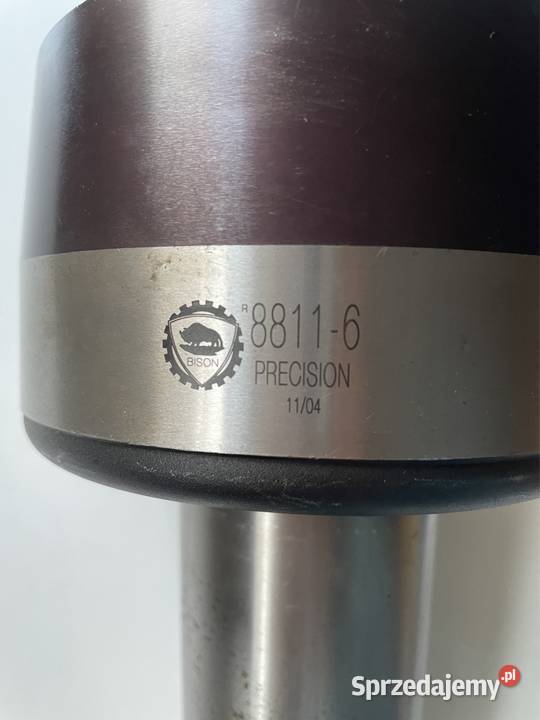 R 8811-6
BISON
PRECISION
11/04
Sprzedajemy.pl